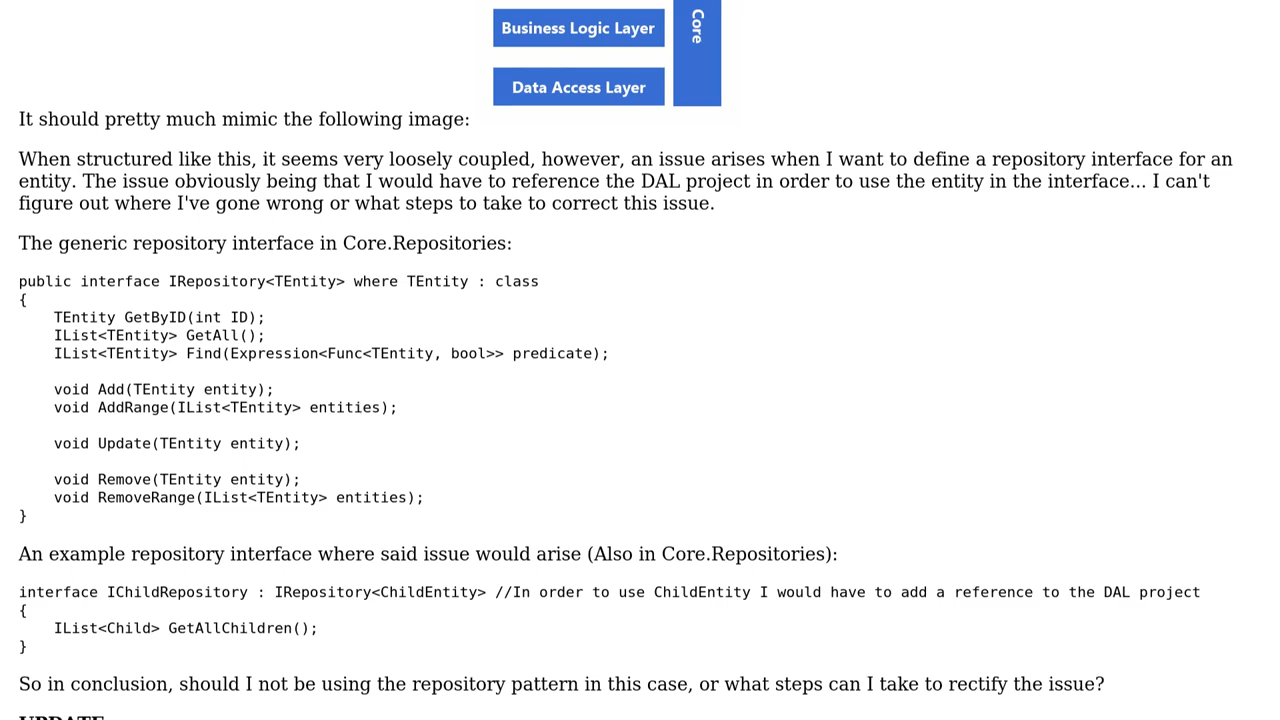 Business Logic Layer
Core
Data Access Layer
It should pretty much mimic the following image:
When structured like this, it seems very loosely coupled, however, an issue arises when I want to define a repository interface for an
entity. The issue obviously being that I would have to reference the DAL project in order to use the entity in the interface... I can't
figure out where I've gone wrong or what steps to take to correct this issue.
The generic repository interface in Core.Repositories:
public interface IRepository<TEntity> where TEntity : class
{
    TEntity GetByID(int ID);
    IList<TEntity> GetAll();
    IList<TEntity> Find(Expression<Func<TEntity, bool>> predicate);
    void Add(TEntity entity);
    void AddRange(IList<TEntity> entities);
    void Update(TEntity entity);
    void Remove(TEntity entity);
    void RemoveRange(IList<TEntity> entities);
}
An example repository interface where said issue would arise (Also in Core.Repositories):
interface IChildRepository : IRepository<ChildEntity> //In order to use ChildEntity I would have to add a reference to the DAL project
{
    IList<Child> GetAllChildren();
}
So in conclusion, should I not be using the repository pattern in this case, or what steps can I take to rectify the issue?
UPDATE